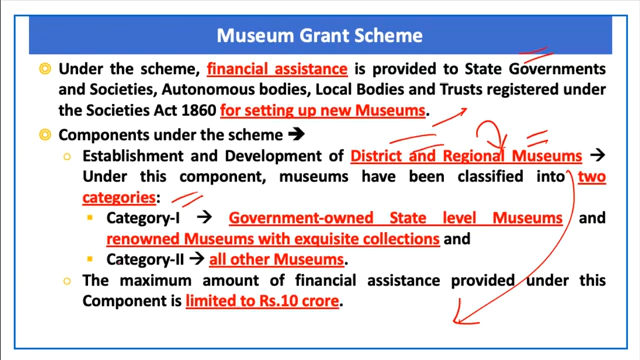 Museum Grant Scheme
Under the scheme, financial assistance is provided to State Governments
and Societies, Autonomous bodies, Local Bodies and Trusts registered under
the Societies Act 1860 for setting up new Museums.
Components under the scheme →
Establishment and Development of District and Regional Museums →
Under this component, museums have been classified into two
categories:
Category-I → Government-owned State level Museums and
renowned Museums with exquisite collections and
Category-II → all other Museums.
The maximum amount of financial assistance provided under this
Component is limited to Rs.10 crore.